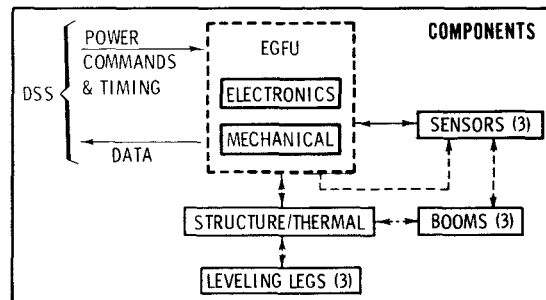 COMPONENTS
POWER
COMMANDS
& TIMING
DSS
DATA
EGFU
ELECTRONICS
MECHANICAL
SENSORS (3)
STRUCTURE/THERMAL
BOOMS (3)
LEVELING LEGS (3)